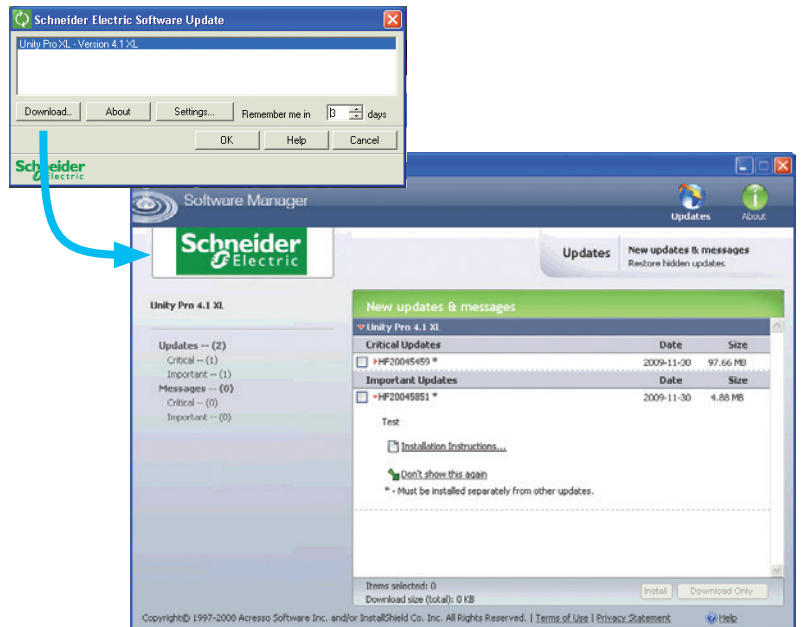 Schneider Electric Software Update
Unity Pro XL - Version 4.1 XL
Download... About Settings... Remember me in 3 days
OK Help Cancel
Schneider
Electric
Software Manager
Updates About
Schneider
Electric
Updates
New updates & messages
Restore hidden updates
Unity Pro 4.1 XL
Updates -- (2)
Critical -- (1)
Important -- (1)
Messages -- (0)
Critical -- (0)
Important -- (0)
New updates & messages
Unity Pro 4.1 XL
Critical Updates Date Size
HF20045459 * 2009-11-30 97.66 MB
Important Updates Date Size
HF20045851 * 2009-11-30 4.88 MB
Test
Installation Instructions...
Don't show this again
* - Must be installed separately from other updates.
Items selected: 0
Download size (total): 0 KB
Install Download Only
Copyright© 1997-2008 Acresso Software Inc. and/or InstallShield Co. Inc. All Rights Reserved. | Terms of Use | Privacy Statement Help